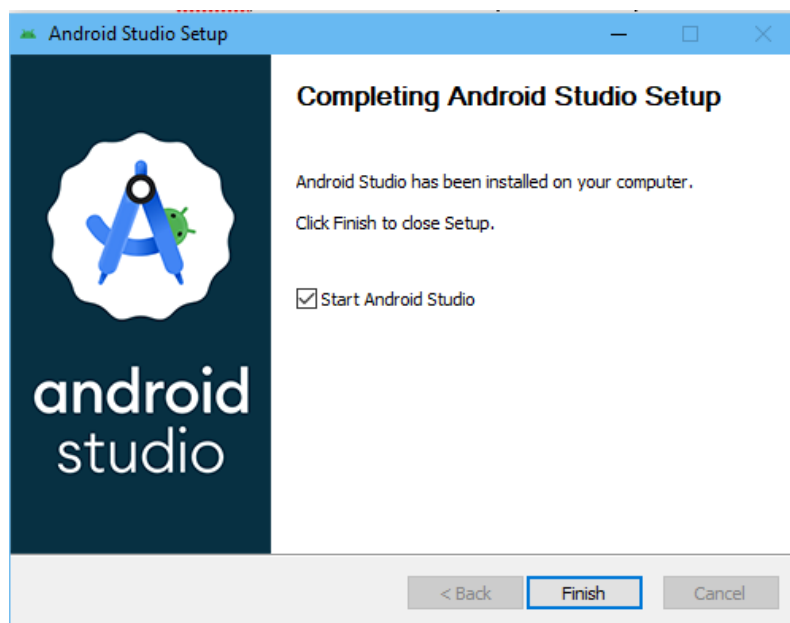 Android Studio Setup
Completing Android Studio Setup
Android Studio has been installed on your computer.
Click Finish to close Setup.
Start Android Studio
android
studio
< Back
Finish
Cancel